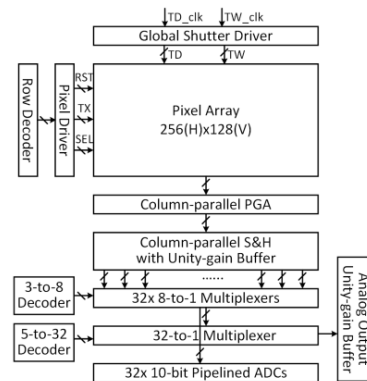 TD_clk
TW_clk
Global Shutter Driver
TD
TW
Row Decoder
Pixel Driver
RST
TX
SEL
Pixel Array
256(H)x128(V)
Column-parallel PGA
Column-parallel S&H
with Unity-gain Buffer
......
3-to-8
Decoder
32x 8-to-1 Multiplexers
5-to-32
Decoder
32-to-1 Multiplexer
Analog Output
Unity-gain Buffer
32x 10-bit Pipelined ADCs